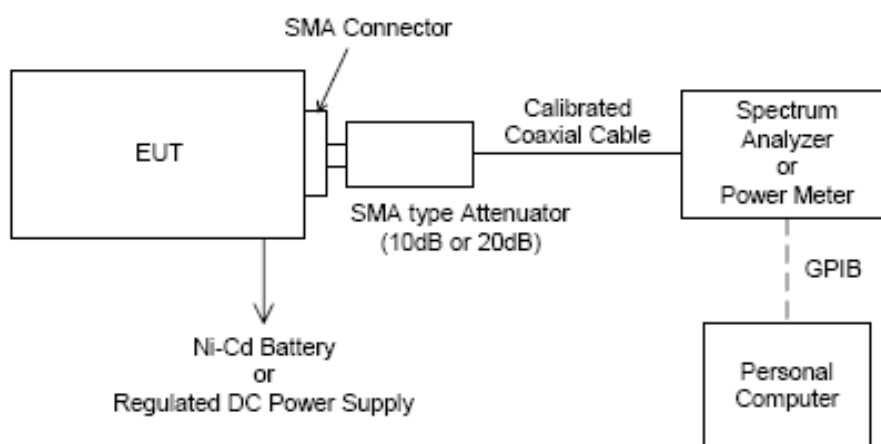 SMA Connector
EUT
Calibrated
Coaxial Cable
Spectrum
Analyzer
or
Power Meter
SMA type Attenuator
(10dB or 20dB)
GPIB
Ni-Cd Battery
or
Regulated DC Power Supply
Personal
Computer